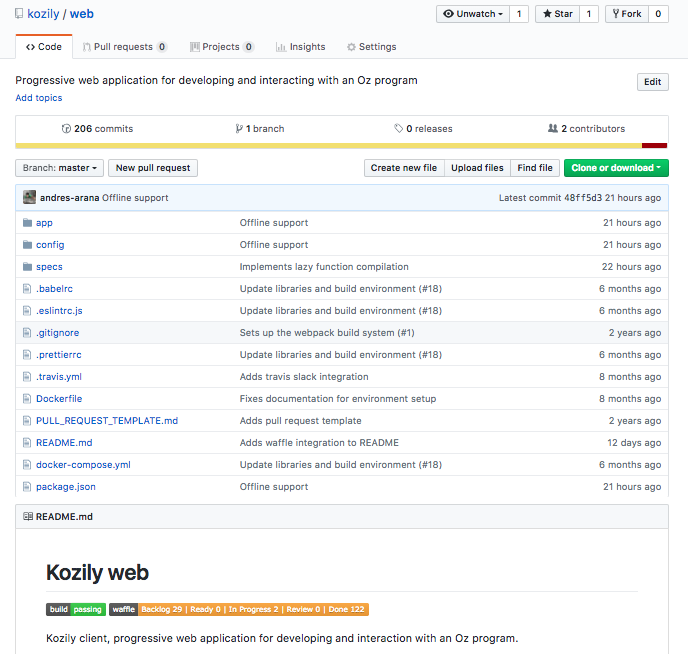 kozily / web
Unwatch 1 Star 1 Fork 0
Code Pull requests 0 Projects 0 Insights Settings
Progressive web application for developing and interacting with an Oz program Edit
Add topics
206 commits 1 branch 0 releases 2 contributors
Branch: master New pull request Create new file Upload files Find file Clone or download
andres-arana Offline support Latest commit 48ff5d3 21 hours ago
app Offline support 21 hours ago
config Offline support 21 hours ago
specs Implements lazy function compilation 22 hours ago
.babelrc Update libraries and build environment (#18) 6 months ago
.eslintrc.js Update libraries and build environment (#18) 6 months ago
.gitignore Sets up the webpack build system (#1) 2 years ago
.prettierrc Update libraries and build environment (#18) 6 months ago
.travis.yml Adds travis slack integration 8 months ago
Dockerfile Fixes documentation for environment setup 8 months ago
PULL_REQUEST_TEMPLATE.md Adds pull request template 2 years ago
README.md Adds waffle integration to README 12 days ago
docker-compose.yml Update libraries and build environment (#18) 6 months ago
package.json Offline support 21 hours ago
README.md
Kozily web
build passing waffle Backlog 29 | Ready 0 | In Progress 2 | Review 0 | Done 122
Kozily client, progressive web application for developing and interaction with an Oz program.